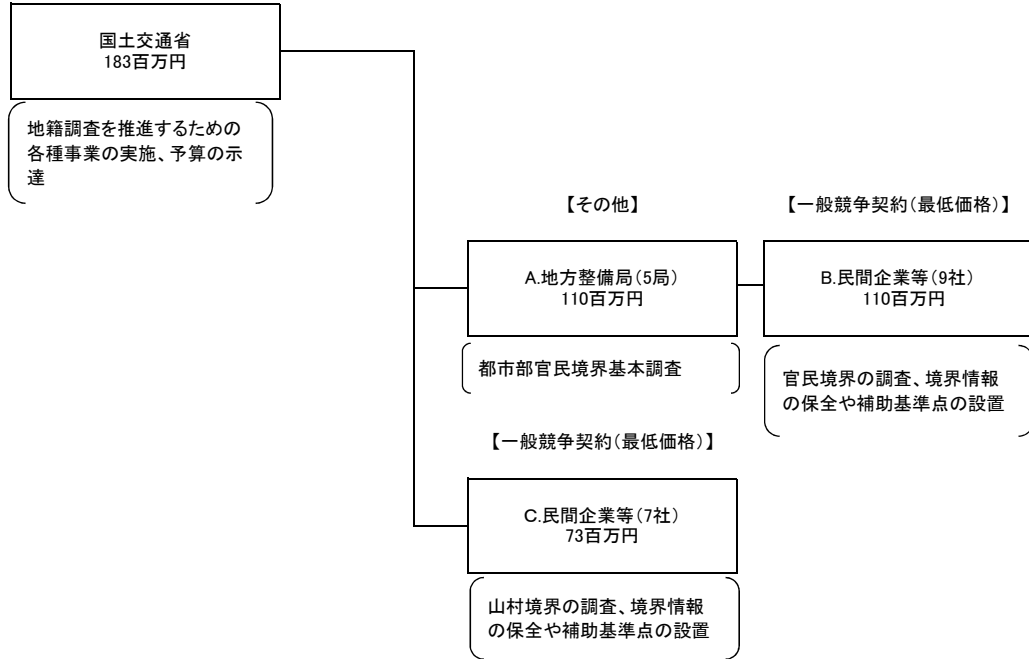 国土交通省
183百万円
地籍調査を推進するための
各種事業の実施、予算の示
達
【その他】
【一般競争契約(最低価格)】
A.地方整備局(5局)
110百万円
B.民間企業等(9社)
110百万円
都市部官民境界基本調査
官民境界の調査、境界情報
の保全や補助基準点の設置
【一般競争契約(最低価格)】
C.民間企業等(7社)
73百万円
山村境界の調査、境界情報
の保全や補助基準点の設置